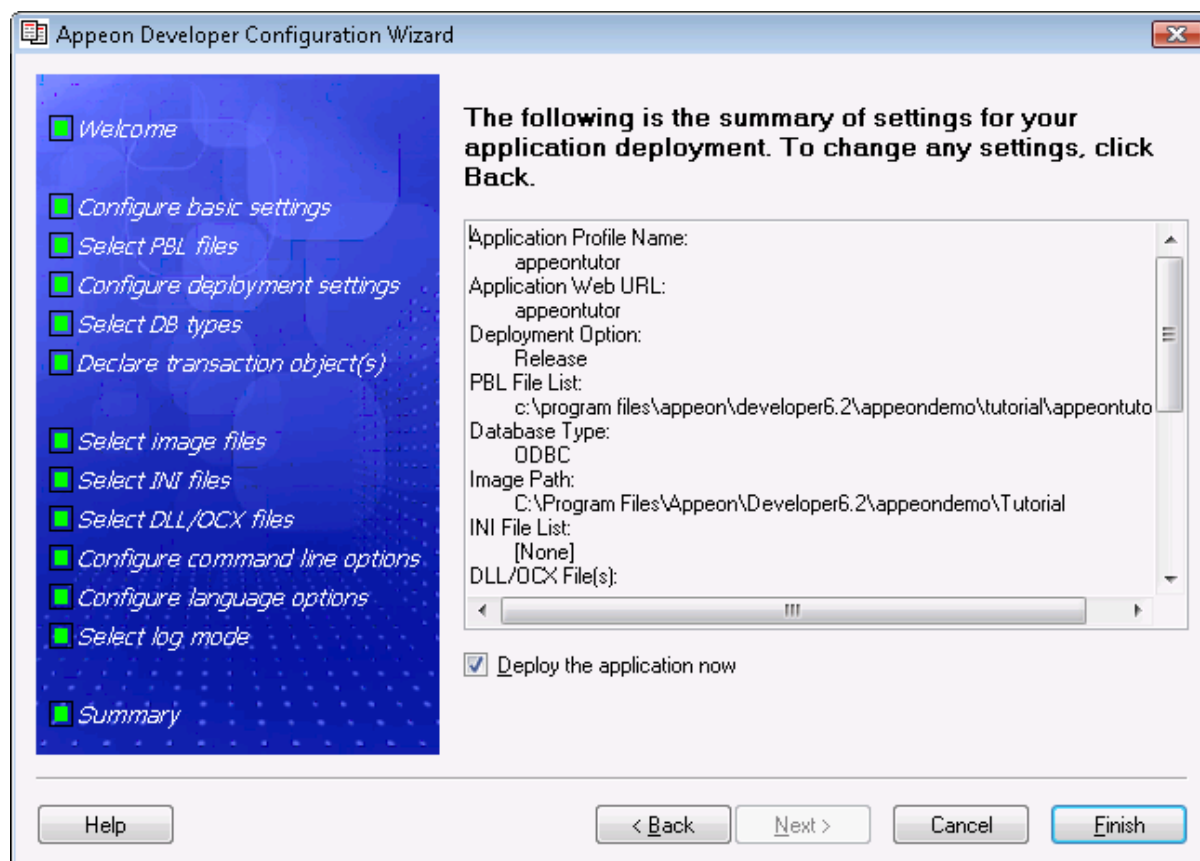 Appeon Developer Configuration Wizard
Welcome
Configure basic settings
Select PBL files
Configure deployment settings
Select DB types
Declare transaction object(s)
Select image files
Select INI files
Select DLL/OCX files
Configure command line options
Configure language options
Select log mode
Summary
The following is the summary of settings for your
application deployment. To change any settings, click
Back.
Application Profile Name:
appeontutor
Application Web URL:
appeontutor
Deployment Option:
Release
PBL File List:
c:\program files\appeon\developer6.2\appeondemo\tutorial\appeontuto
Database Type:
ODBC
Image Path:
C:\Program Files\Appeon\Developer6.2\appeondemo\Tutorial
INI File List:
[None]
DLL/OCX File(s):
Deploy the application now
Help
< Back
Next >
Cancel
Finish